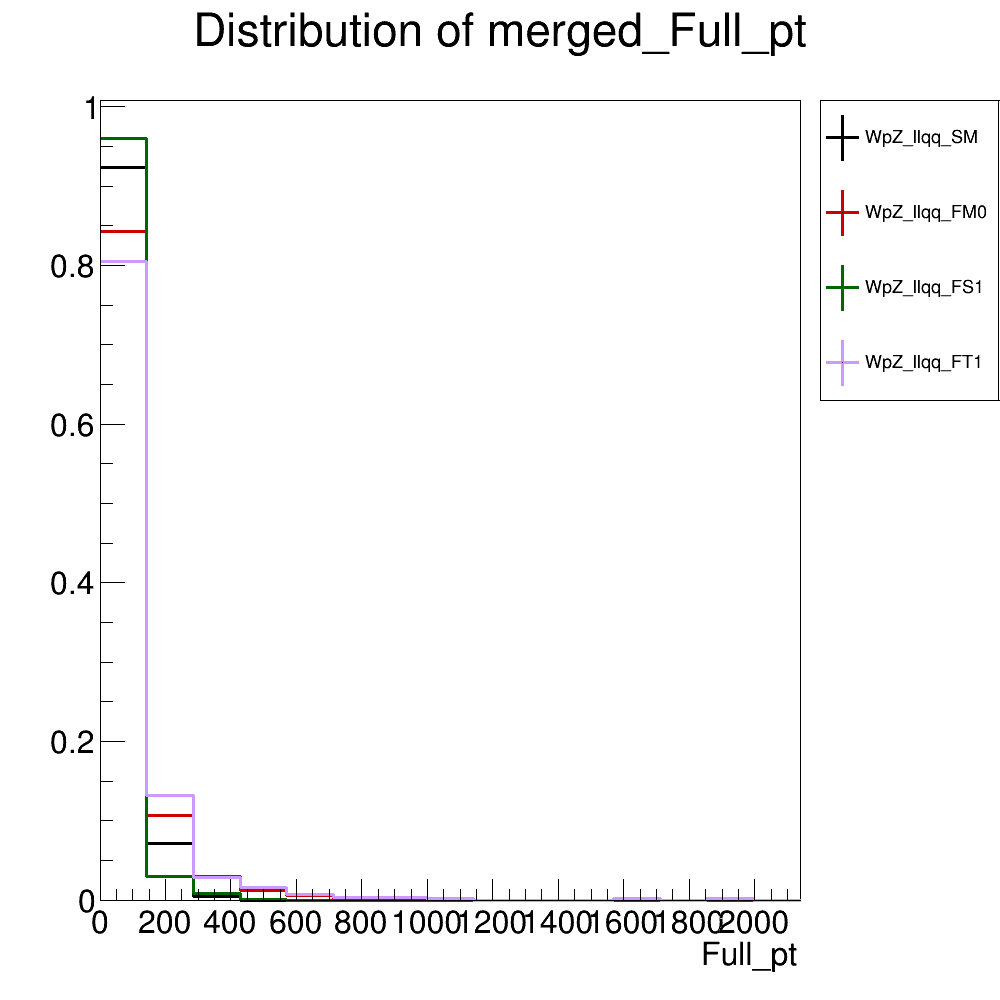 Distribution of merged_Full_pt
1
0.8
0.6
0.4
0.2
0
0 200 400 600 800 1000 1200 1400 1600 1800 2000
Full_pt
WpZ_llqq_SM
WpZ_llqq_FM0
WpZ_llqq_FS1
WpZ_llqq_FT1